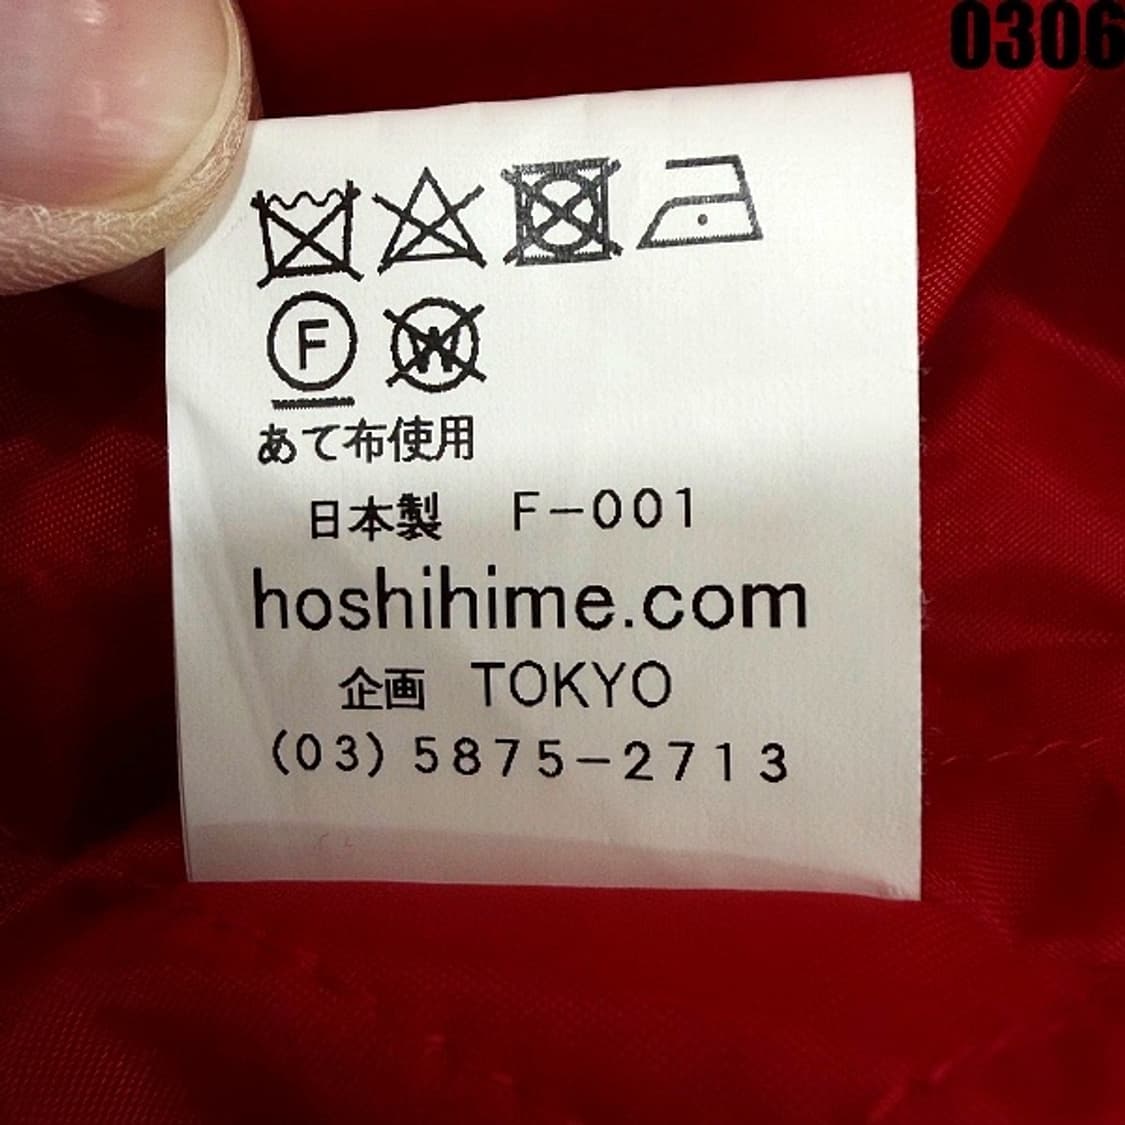 0306
F W
あて布使用
日本製 F-001
hoshihime.com
企画 TOKYO
(03)5875-2713